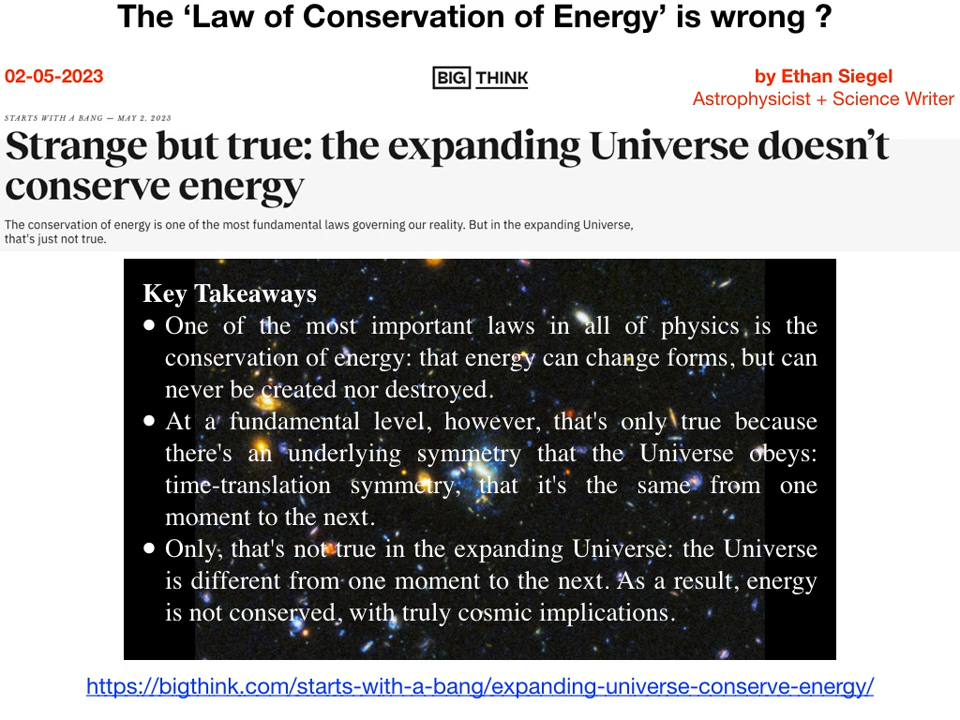 The ‘Law of Conservation of Energy’ is wrong ?
02-05-2023
BIG THINK
by Ethan Siegel
Astrophysicist + Science Writer
STARTS WITH A BANG — MAY 2, 2023
Strange but true: the expanding Universe doesn’t
conserve energy
The conservation of energy is one of the most fundamental laws governing our reality. But in the expanding Universe,
that's just not true.
Key Takeaways
• One of the most important laws in all of physics is the
conservation of energy: that energy can change forms, but can
never be created nor destroyed.
• At a fundamental level, however, that's only true because
there's an underlying symmetry that the Universe obeys:
time-translation symmetry, that it's the same from one
moment to the next.
• Only, that's not true in the expanding Universe: the Universe
is different from one moment to the next. As a result, energy
is not conserved, with truly cosmic implications.
https://bigthink.com/starts-with-a-bang/expanding-universe-conserve-energy/